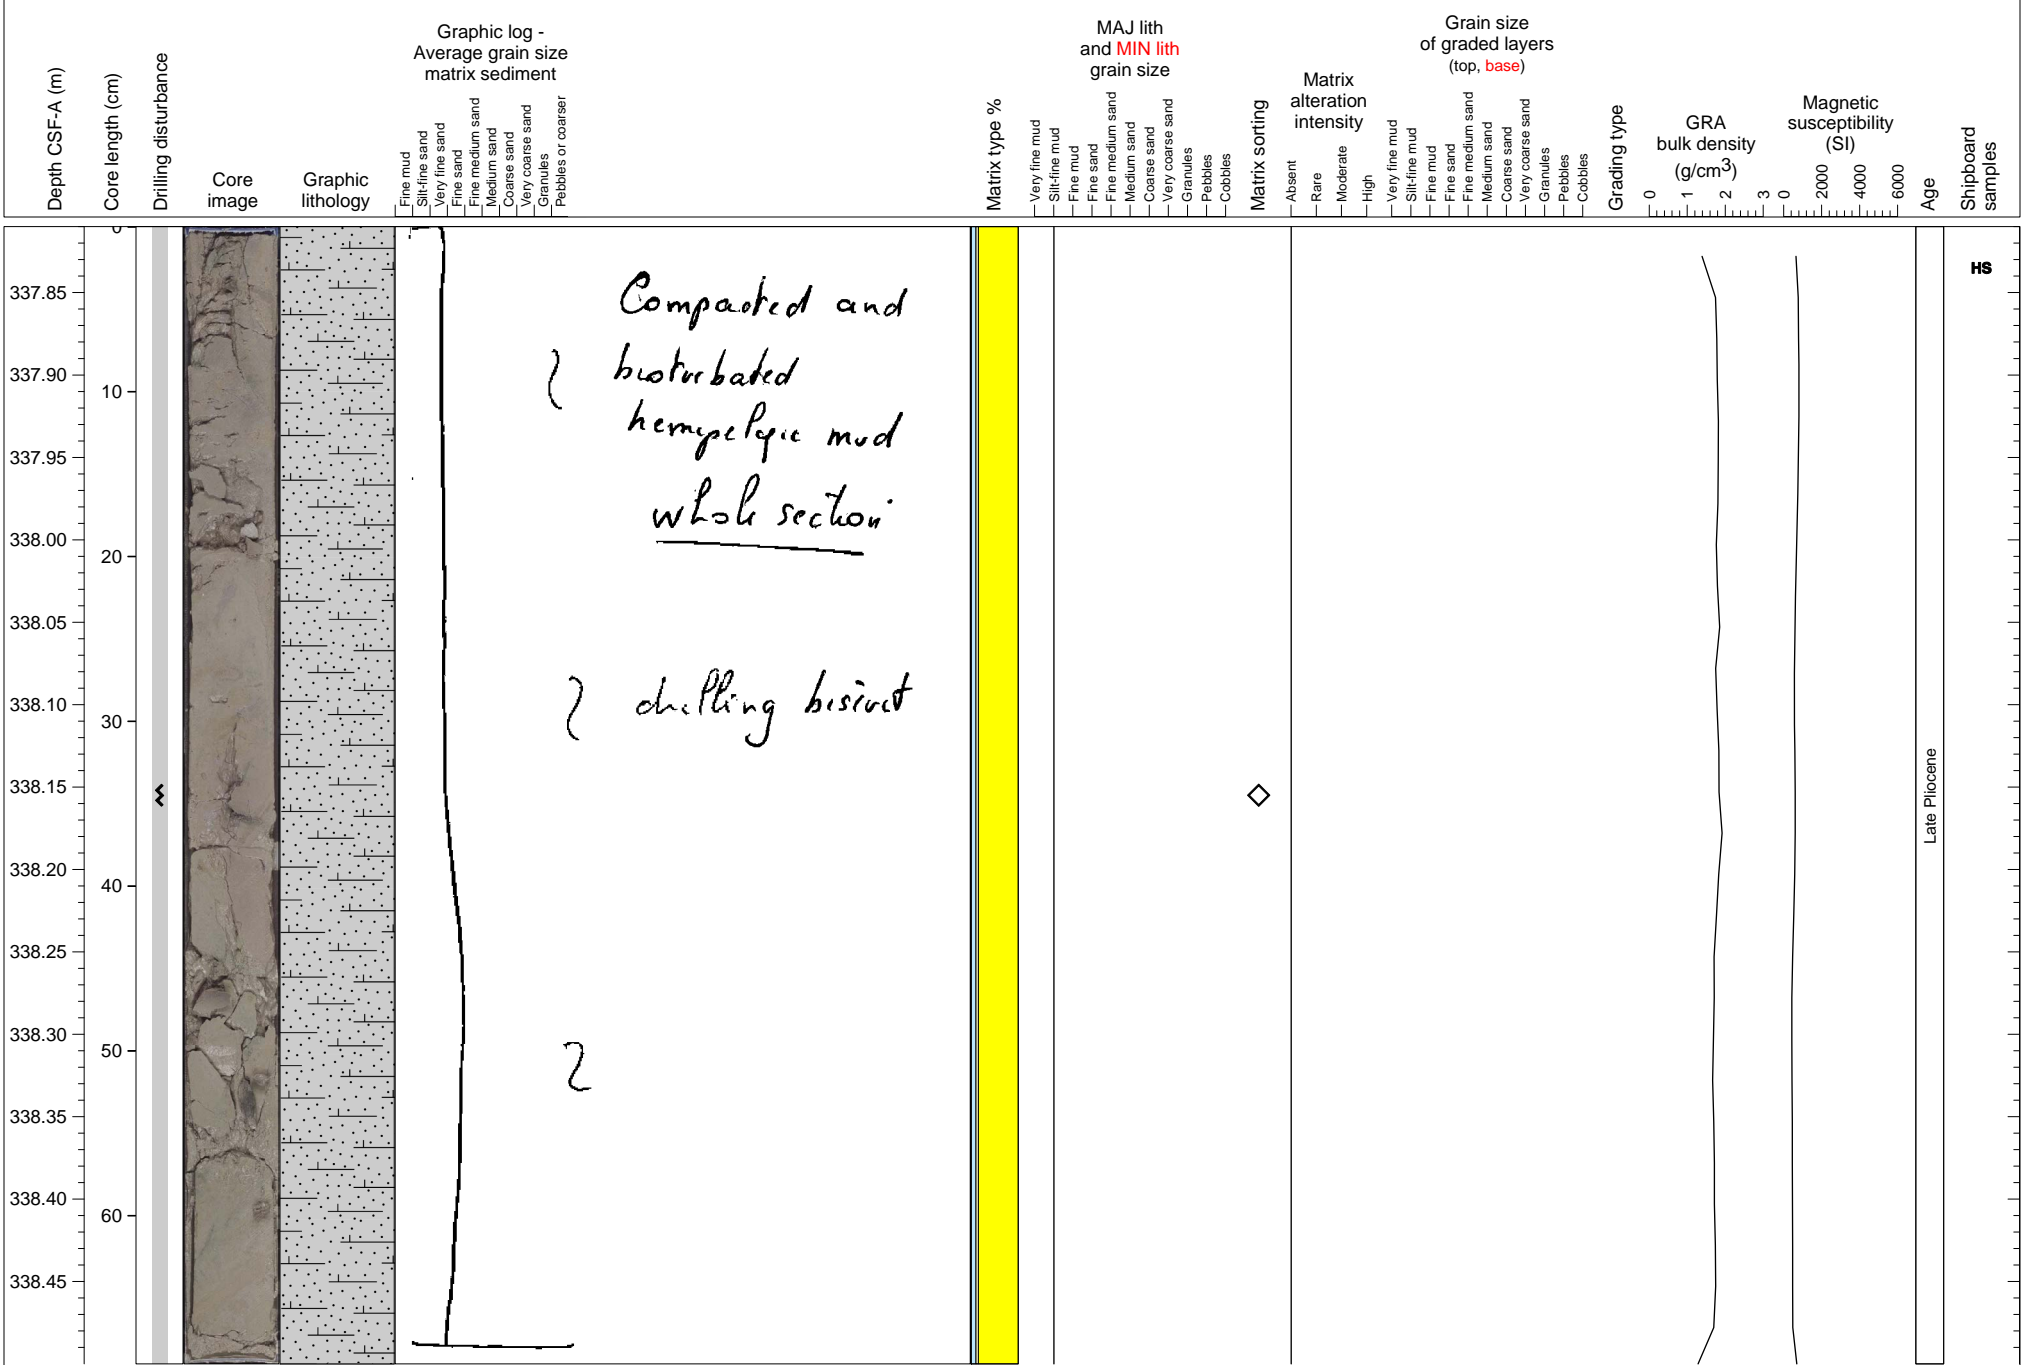 Graphic log -
Average grain size
matrix sediment
MAJ lith
and MIN lith
grain size
Grain size
of graded layers
(top, base)
Matrix
alteration
intensity
GRA
bulk density
(g/cm3)
Magnetic
susceptibility
(SI)
Depth CSF-A (m)
Core length (cm)
Drilling disturbance
Core
image
Graphic
lithology
Fine mud
Silt-fine sand
Very fine sand
Fine sand
Fine medium sand
Medium sand
Coarse sand
Very coarse sand
Granules
Pebbles or coarser
Matrix type %
Very fine mud
Silt-fine mud
Fine mud
Fine sand
Fine medium sand
Medium sand
Coarse sand
Very coarse sand
Granules
Pebbles
Cobbles
Matrix sorting
Absent
Rare
Moderate
High
Very fine mud
Silt-fine mud
Fine mud
Fine sand
Fine medium sand
Medium sand
Coarse sand
Very coarse sand
Granules
Pebbles
Cobbles
Grading type
0 1 2 3
0 2000 4000 6000
Age
Shipboard
samples
0
HS
337.85
Compacted and
337.90
10
bioturbated
hemipelagic mud
337.95
whole section
338.00
20
338.05
338.10
30
drilling
338.15
Late Pliocene
338.20
40
338.25
338.30
50
338.35
338.40
60
338.45